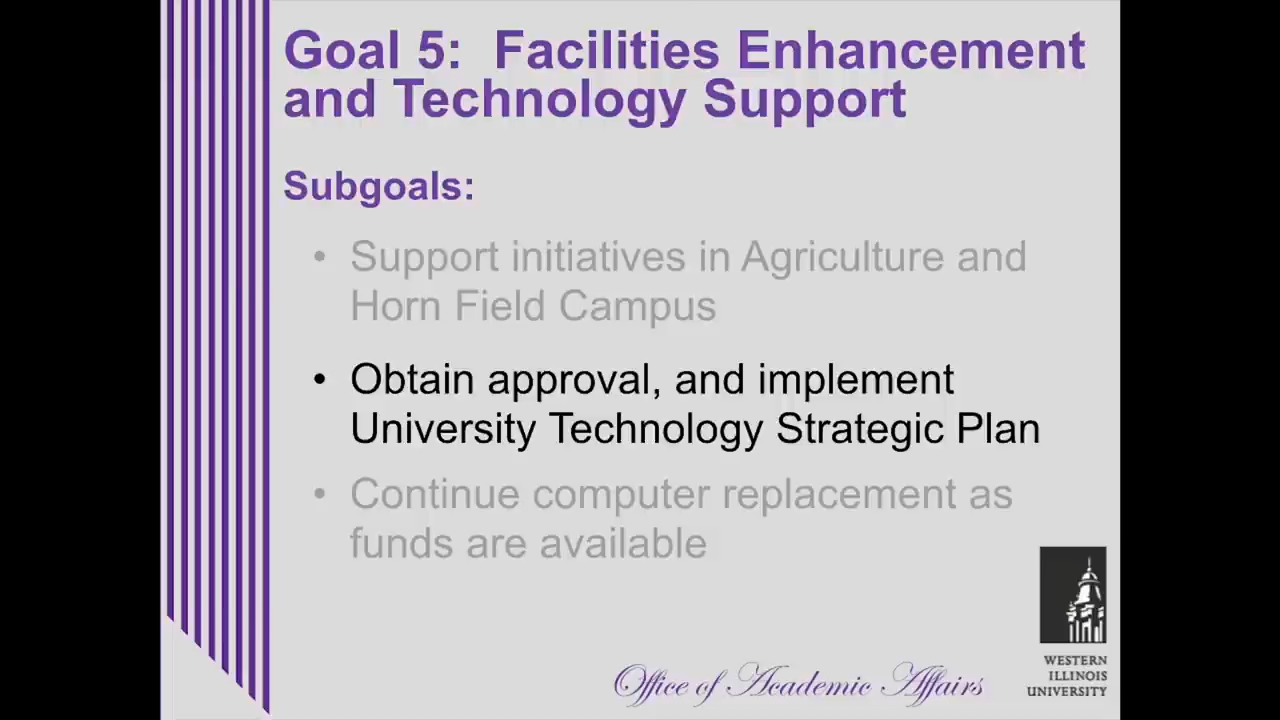 Goal 5: Facilities Enhancement
and Technology Support
Subgoals:
• Support initiatives in Agriculture and
Horn Field Campus
• Obtain approval, and implement
University Technology Strategic Plan
• Continue computer replacement as
funds are available
Office of Academic Affairs
WESTERN
ILLINOIS
UNIVERSITY